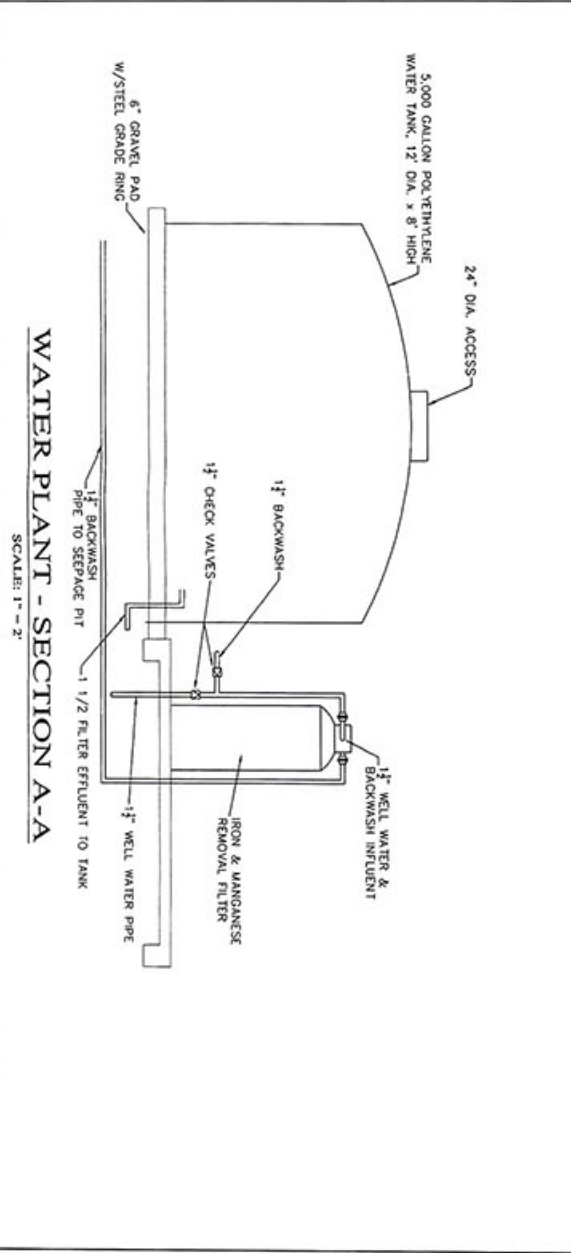 24" DIA. ACCESS
5,000 GALLON POLYETHYLENE
WATER TANK, 12' DIA. x 8' HIGH
1½" WELL WATER &
BACKWASH INFLUENT
1½" BACKWASH
1½" CHECK VALVES
IRON & MANGANESE
REMOVAL FILTER
6" GRAVEL PAD
W/STEEL GRADE RING
1½" WELL WATER PIPE
1½" BACKWASH
PIPE TO SEEPAGE PIT
1 1/2 FILTER EFFLUENT TO TANK
WATER PLANT - SECTION A-A
SCALE: 1" = 2'